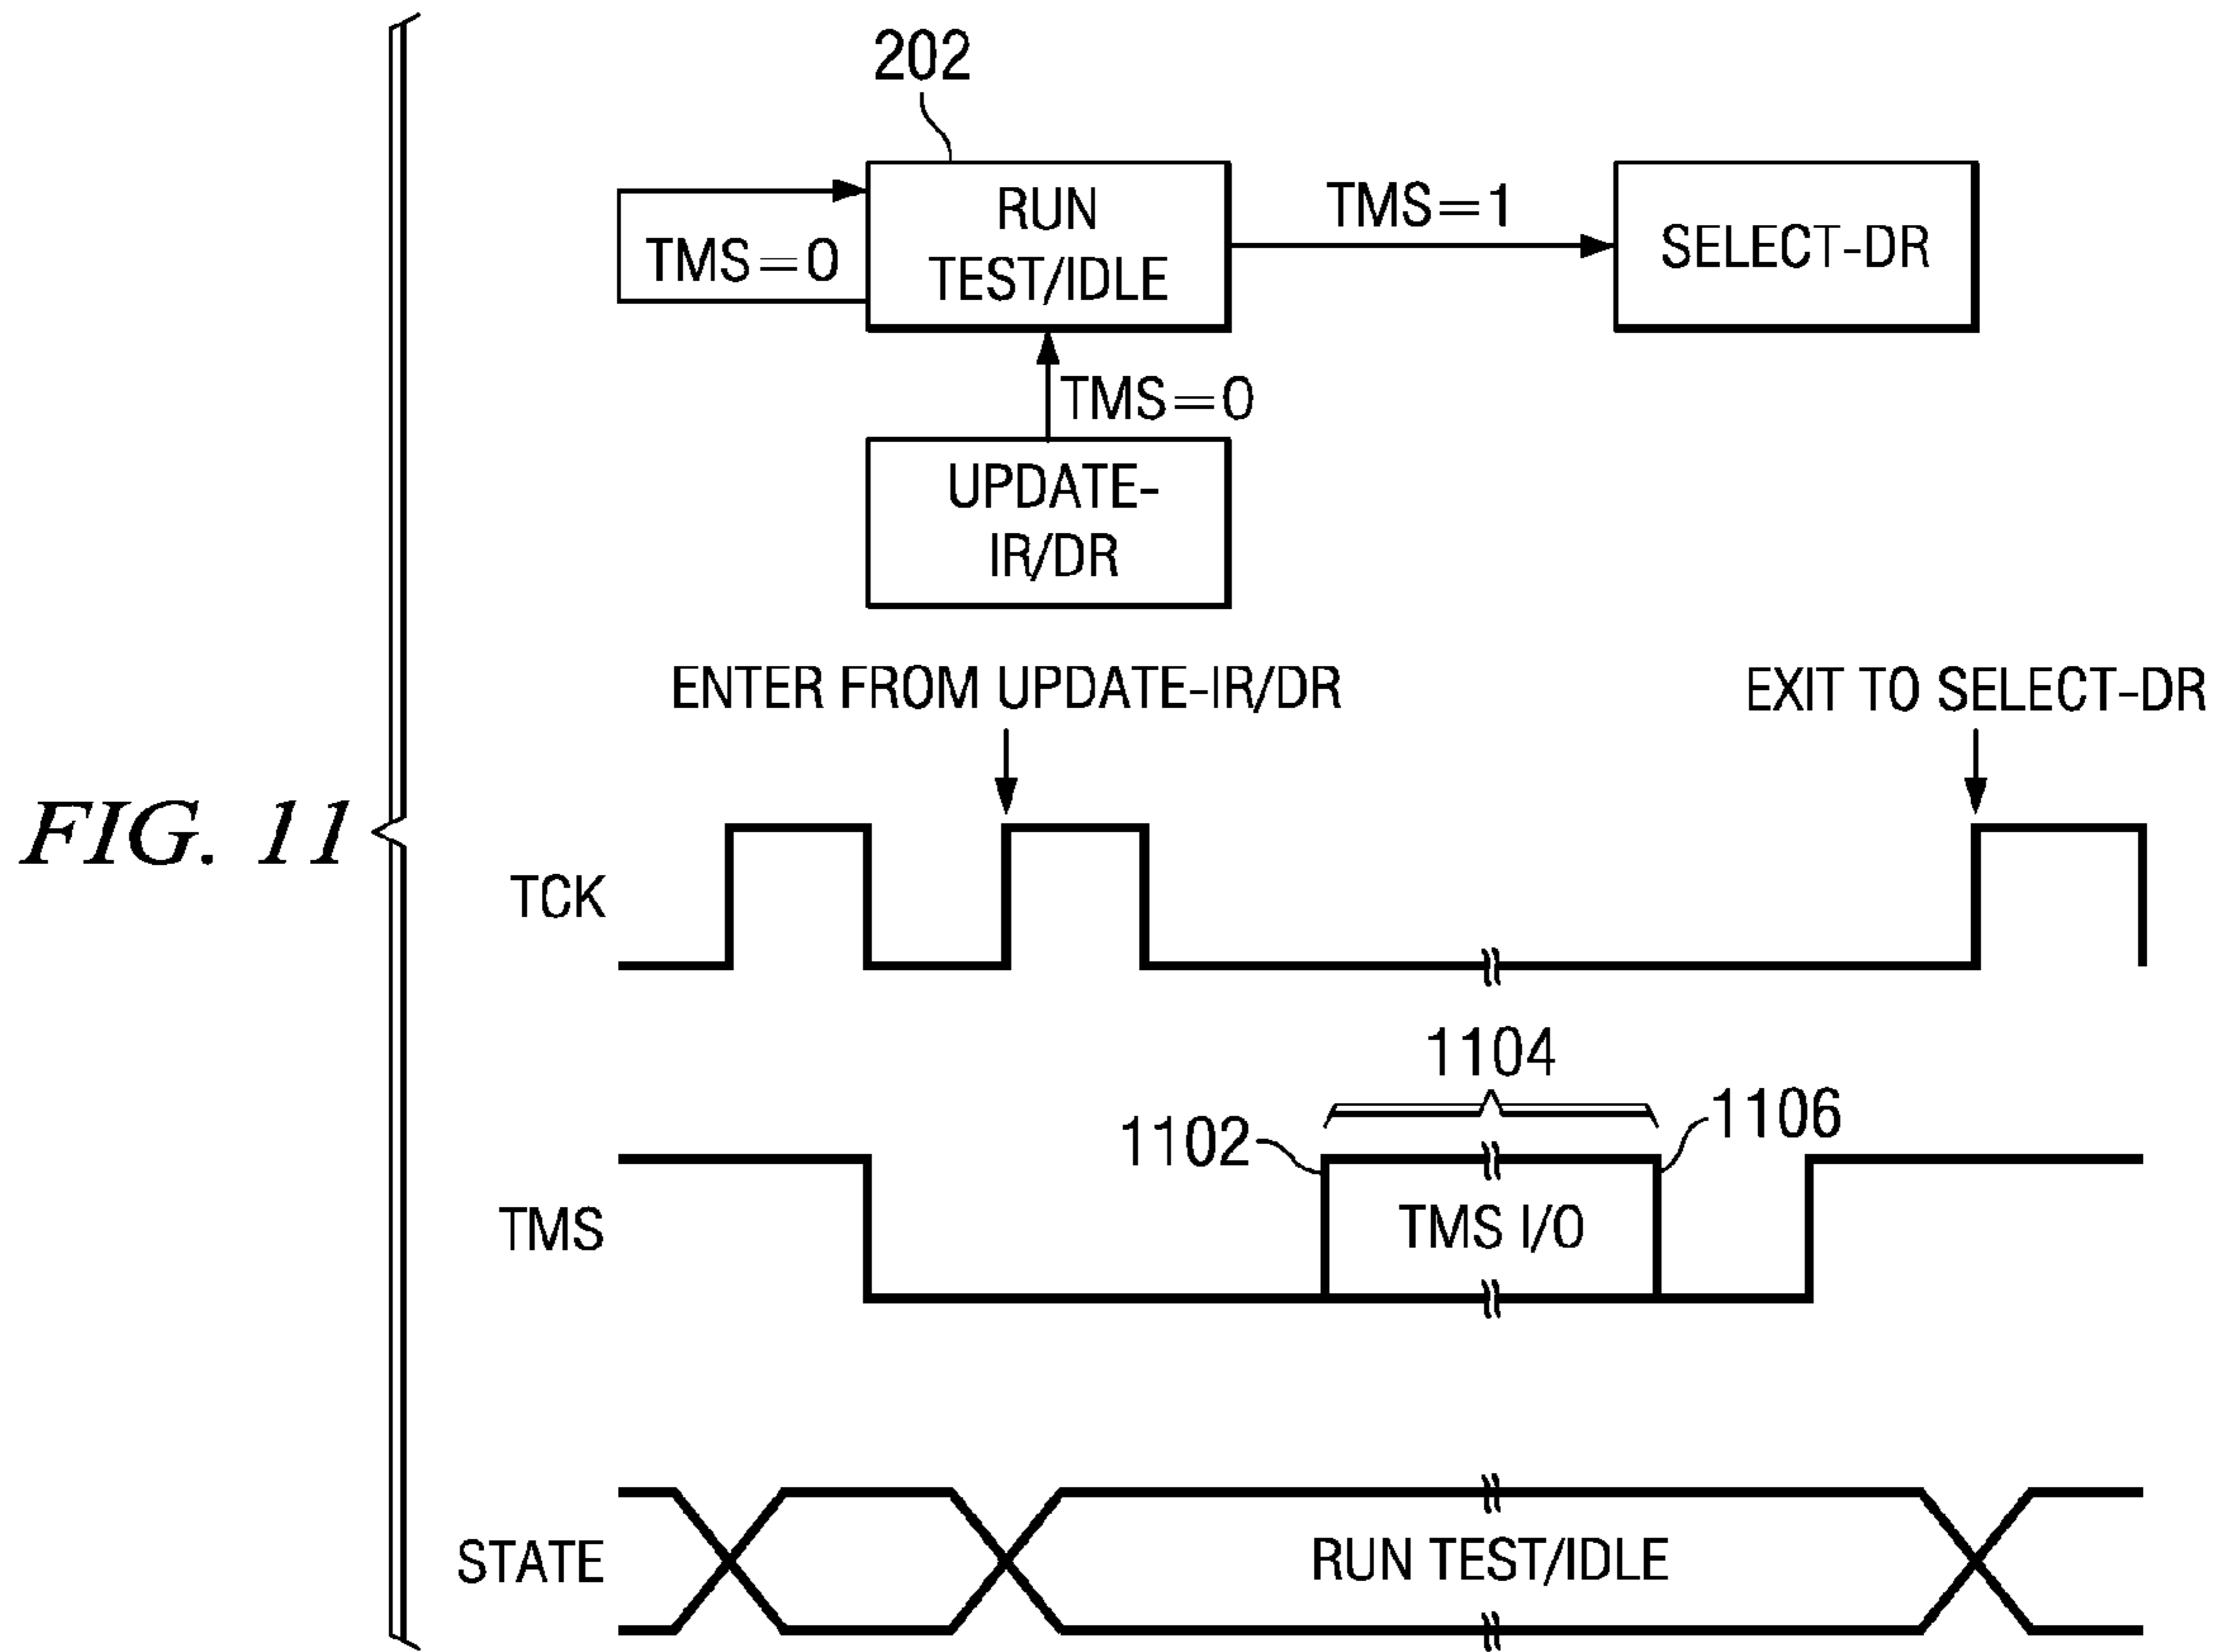 202
RUN
TEST/IDLE
TMS=0
TMS=1
SELECT-DR
TMS=0
UPDATE-
IR/DR
ENTER FROM UPDATE-IR/DR
EXIT TO SELECT-DR
FIG. 11
TCK
1104
1102
1106
TMS
TMS I/O
STATE
RUN TEST/IDLE